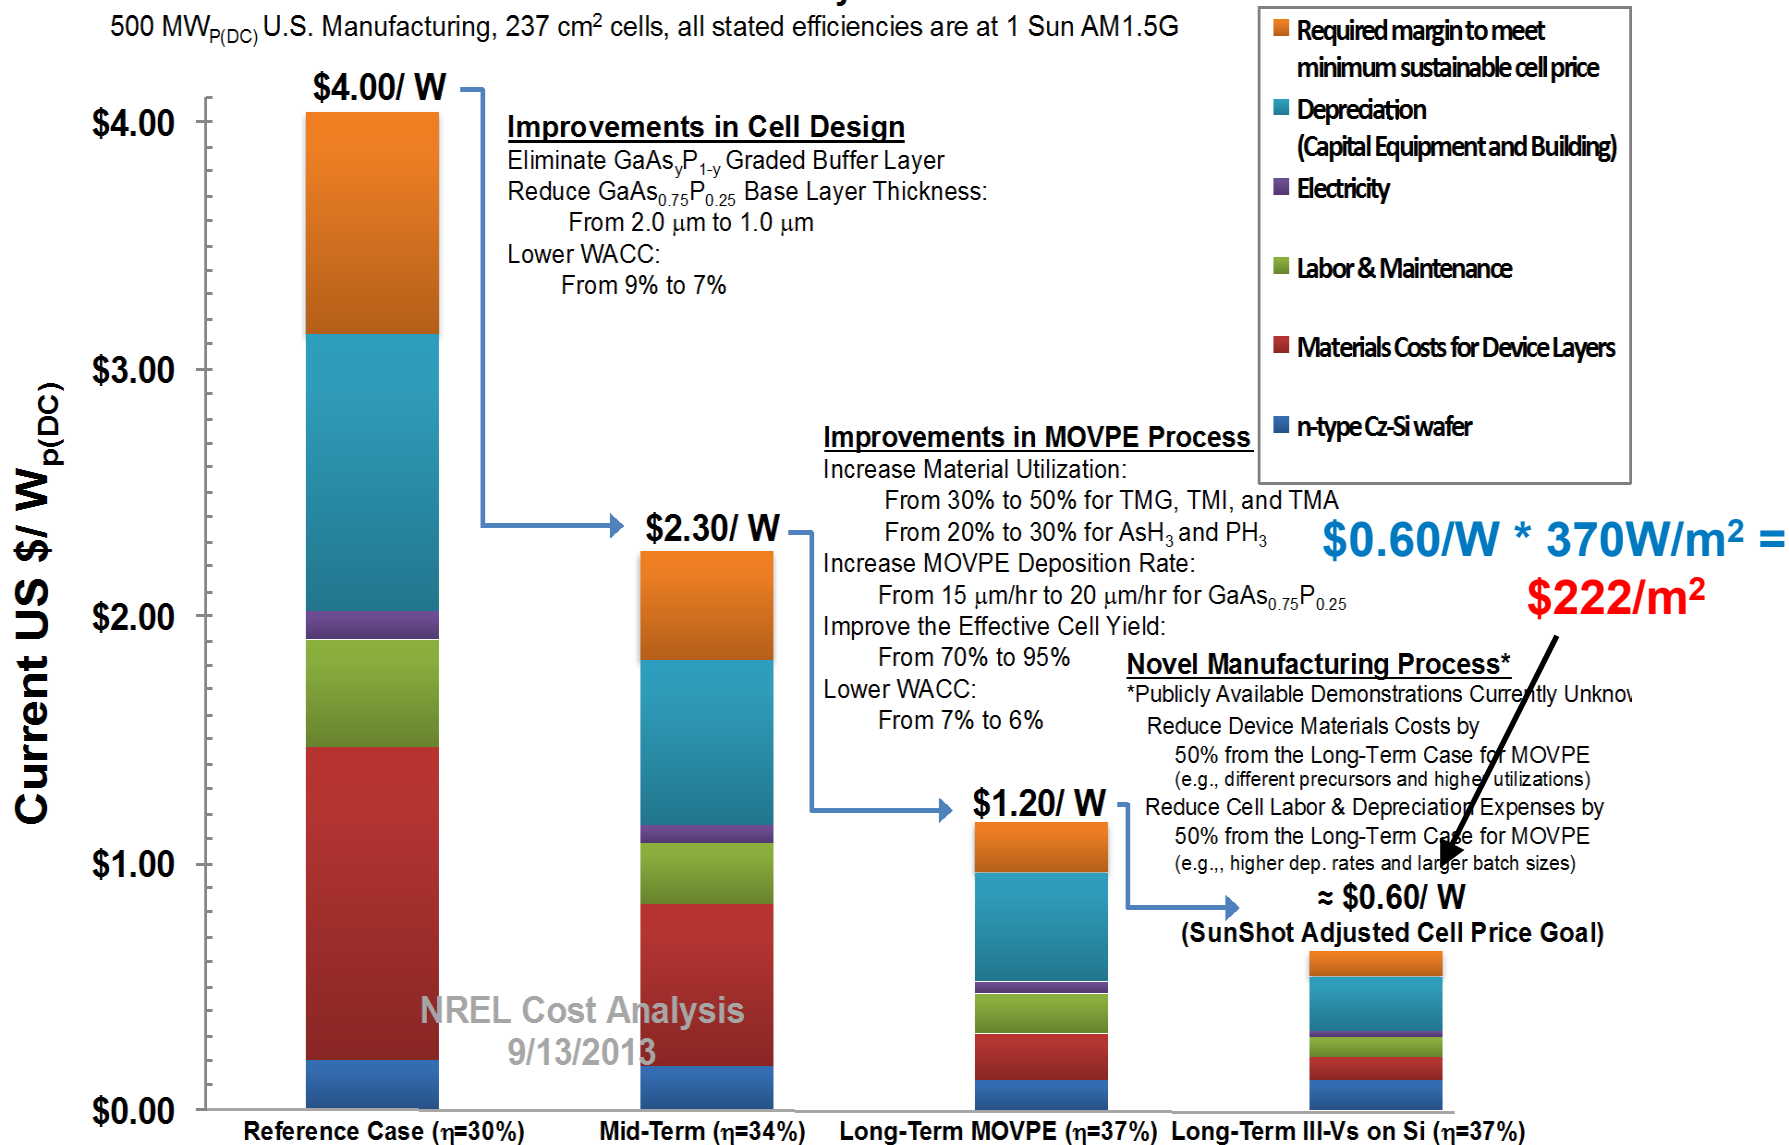 500 MWP(DC) U.S. Manufacturing, 237 cm2 cells, all stated efficiencies are at 1 Sun AM1.5G
Required margin to meet
minimum sustainable cell price
Depreciation
(Capital Equipment and Building)
Electricity
Labor & Maintenance
Materials Costs for Device Layers
n-type Cz-Si wafer
Current US $/ Wp(DC)
$4.00
$3.00
$2.00
$1.00
$0.00
$4.00/ W
Improvements in Cell Design
Eliminate GaAsyP1-y Graded Buffer Layer
Reduce GaAs0.75P0.25 Base Layer Thickness:
From 2.0 μm to 1.0 μm
Lower WACC:
From 9% to 7%
$2.30/ W
Improvements in MOVPE Process
Increase Material Utilization:
From 30% to 50% for TMG, TMI, and TMA
From 20% to 30% for AsH3 and PH3
Increase MOVPE Deposition Rate:
From 15 μm/hr to 20 μm/hr for GaAs0.75P0.25
Improve the Effective Cell Yield:
From 70% to 95%
Lower WACC:
From 7% to 6%
$0.60/W * 370W/m2 =
$222/m2
$1.20/ W
Novel Manufacturing Process*
*Publicly Available Demonstrations Currently Unknow
Reduce Device Materials Costs by
50% from the Long-Term Case for MOVPE
(e.g., different precursors and higher utilizations)
Reduce Cell Labor & Depreciation Expenses by
50% from the Long-Term Case for MOVPE
(e.g.,, higher dep. rates and larger batch sizes)
≈ $0.60/ W
(SunShot Adjusted Cell Price Goal)
NREL Cost Analysis
9/13/2013
Reference Case (η=30%)
Mid-Term (η=34%)
Long-Term MOVPE (η=37%)
Long-Term III-Vs on Si (η=37%)